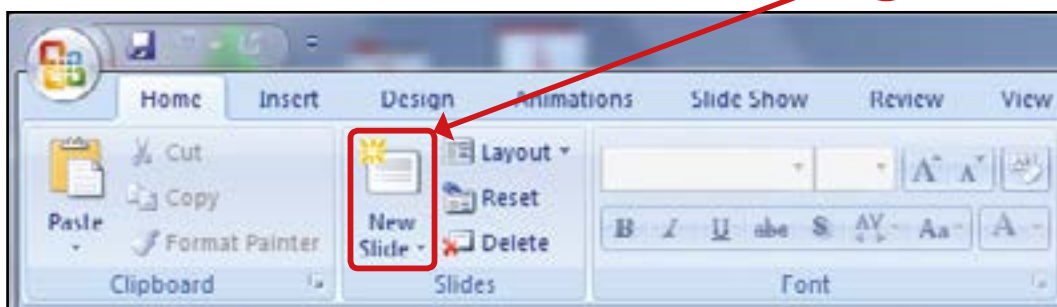 Home Insert Design Animations Slide Show Review View
Cut
Copy
Format Painter
Paste
Clipboard
New
Slide
Layout
Reset
Delete
Slides
A A
B I U abe S AV Aa A
Font